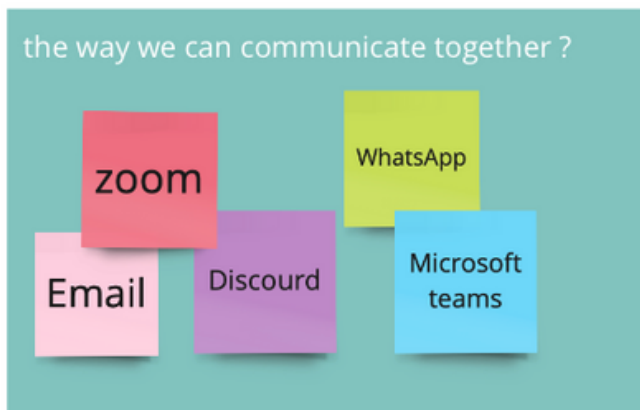 the way we can communicate together ?
zoom
WhatsApp
Email
Discourd
Microsoft
teams